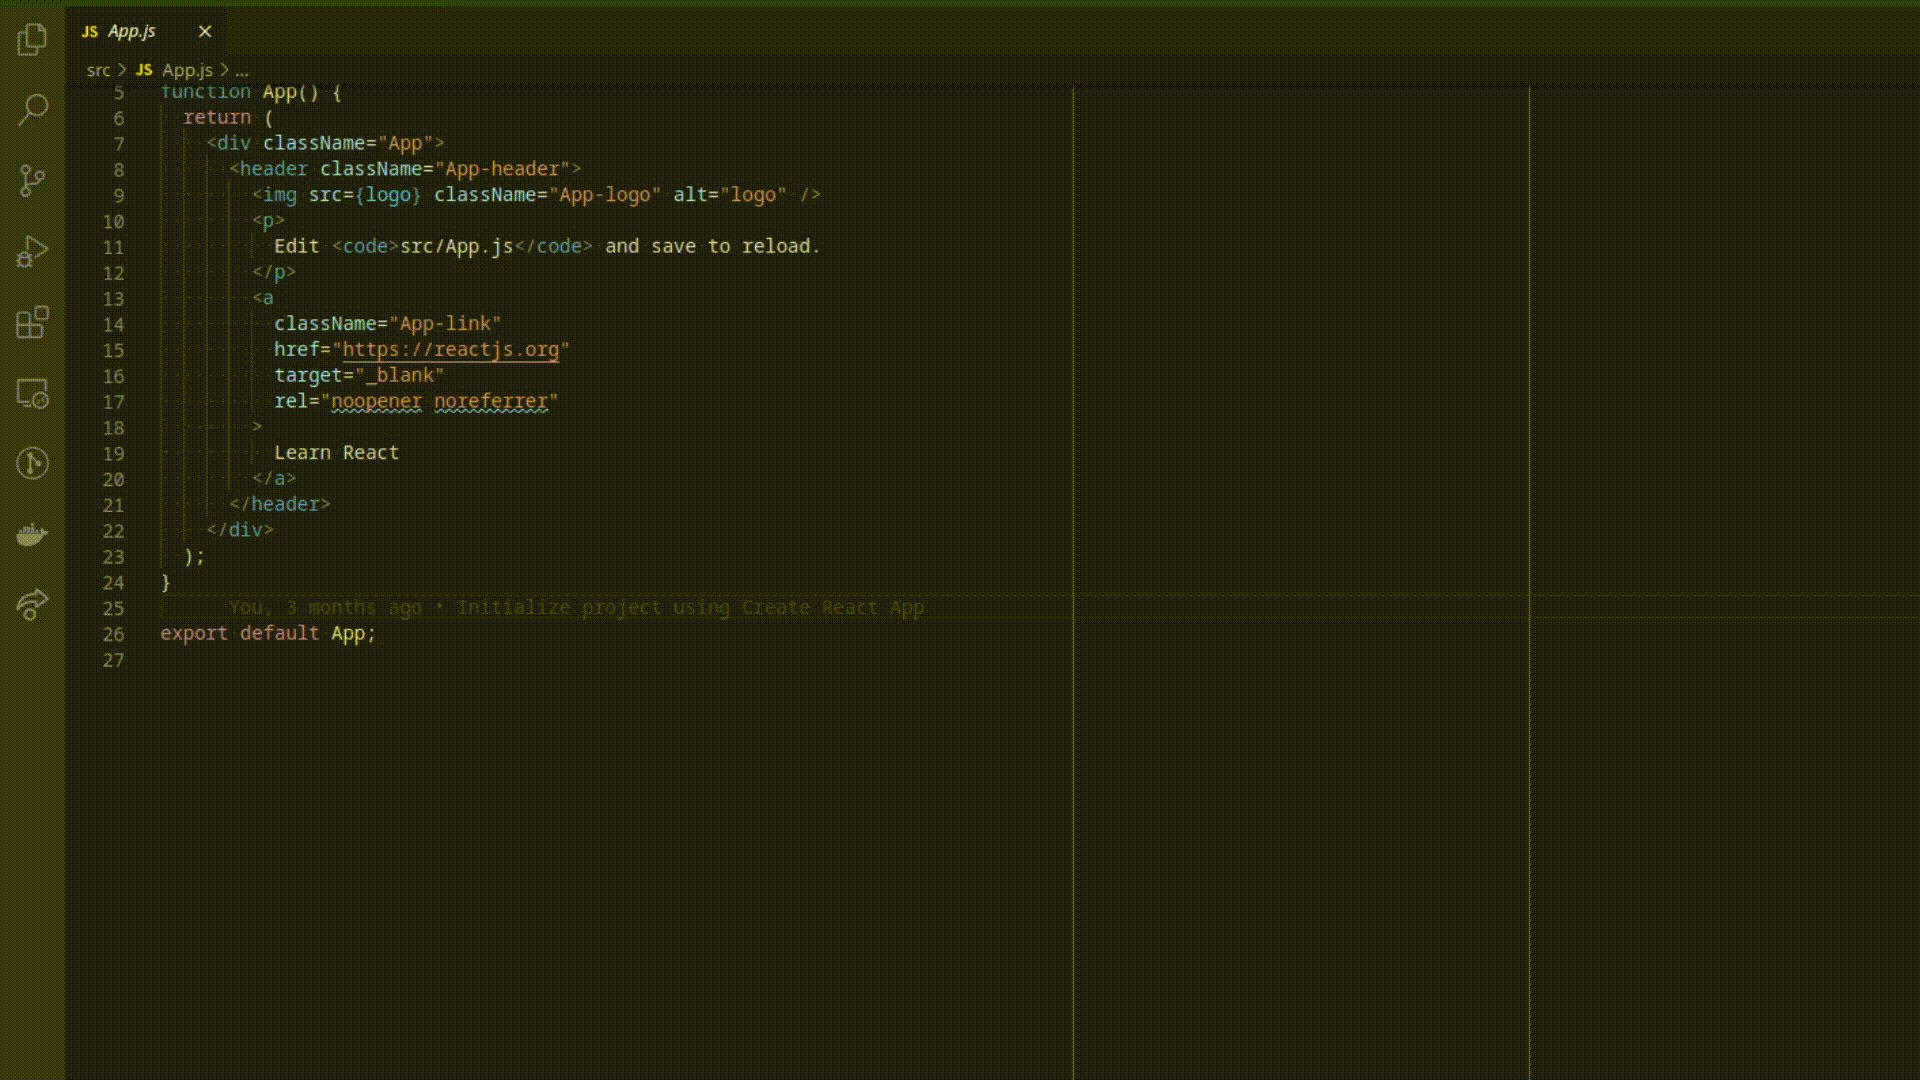 JS App.js ×
src > JS App.js > ...
5 function App() {
6 return (
7 <div className="App">
8 <header className="App-header">
9 <img src={logo} className="App-logo" alt="logo" />
10 <p>
11 Edit <code>src/App.js</code> and save to reload.
12 </p>
13 <a
14 className="App-link"
15 href="https://reactjs.org"
16 target="_blank"
17 rel="noopener noreferrer"
18 >
19 Learn React
20 </a>
21 </header>
22 </div>
23 );
24 }
25 You, 3 months ago • Initialize project using Create React App
26 export default App;
27